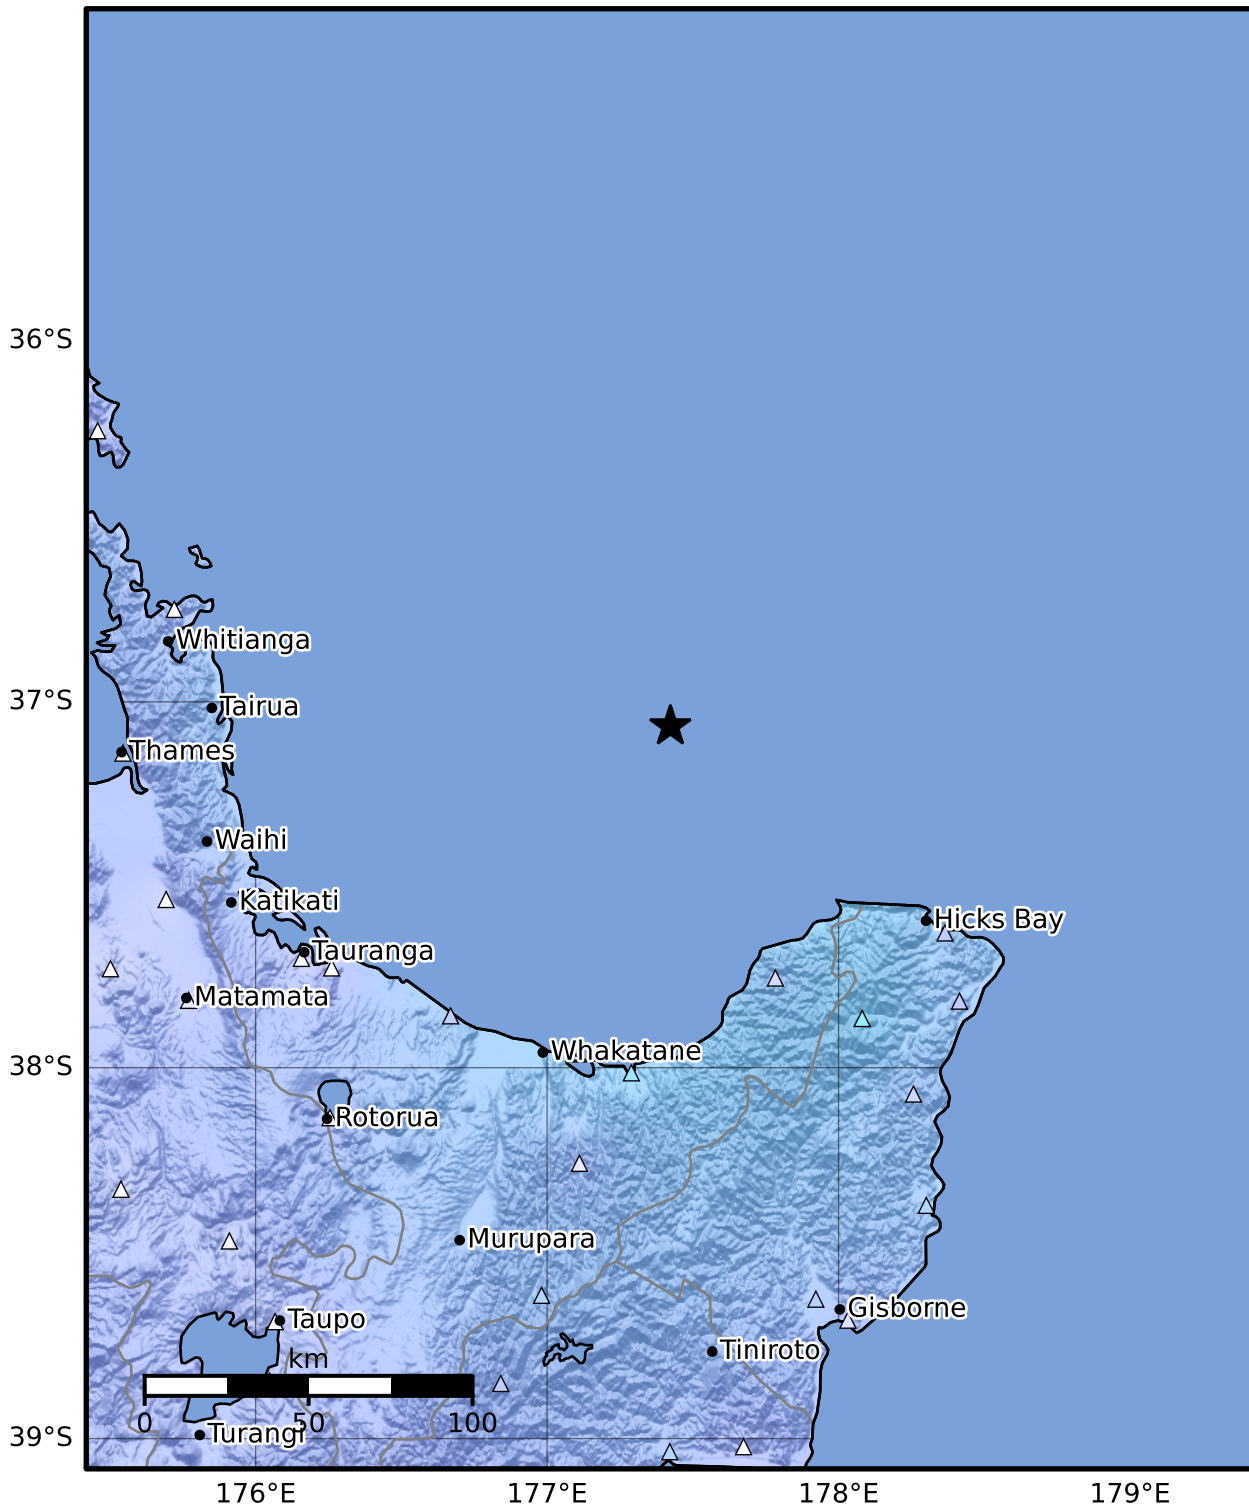 36°S
Whitianga
37°S
Tairua
Thames
Waihi
Katikati
Hicks Bay
Tauranga
Matamata
Whakatane
38°S
Rotorua
Murupara
Gisborne
Taupo
Tiniroto
km
0 50 100
39°S
Turangi
176°E 177°E 178°E 179°E